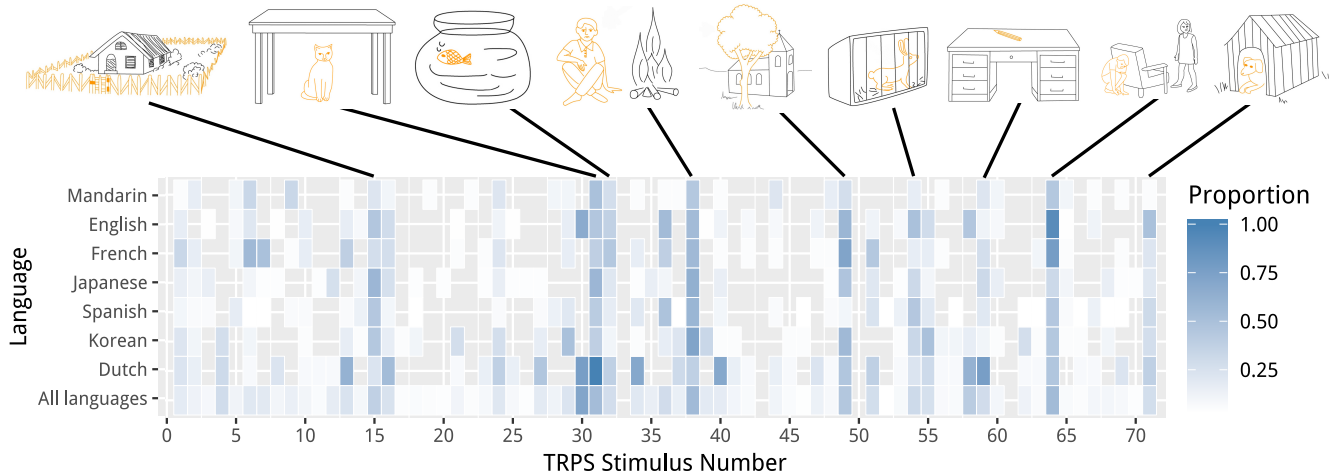 Proportion
1.00
0.75
0.50
0.25
Language
Mandarin
English
French
Japanese
Spanish
Korean
Dutch
All languages
0 5 10 15 20 25 30 35 40 45 50 55 60 65 70
TRPS Stimulus Number